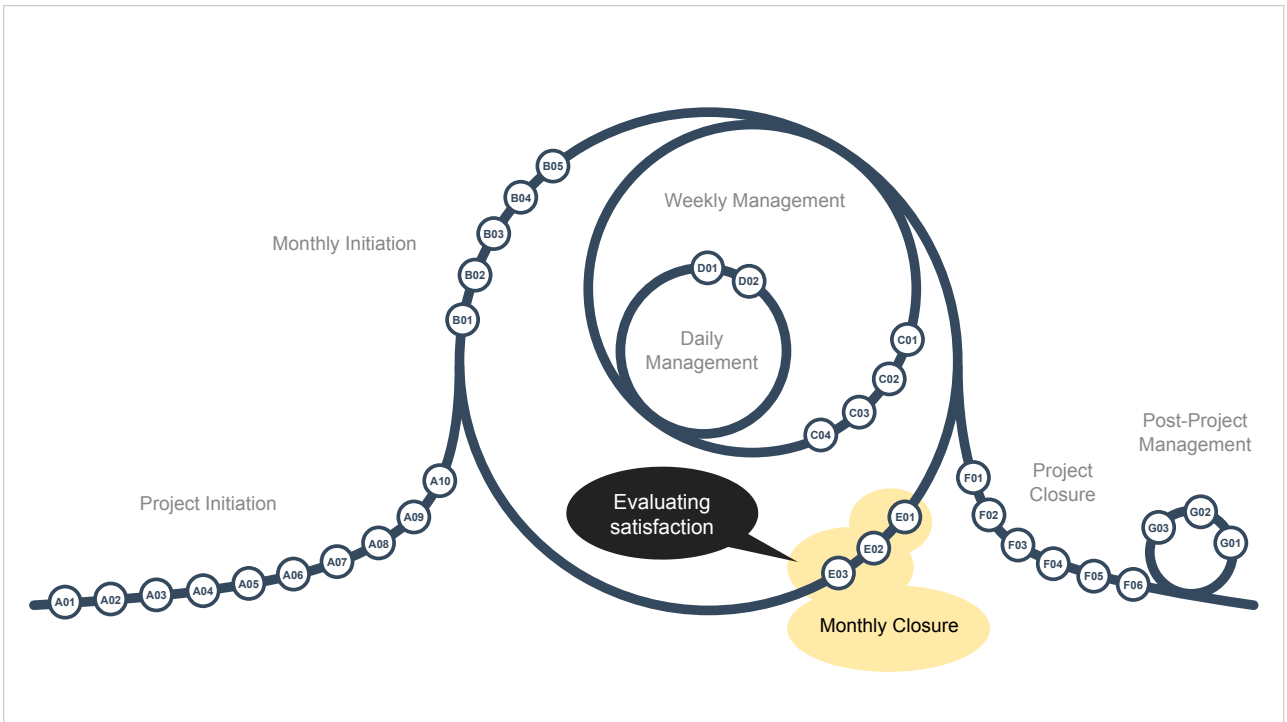 B05
B04
B03
B02
B01
Monthly Initiation
Weekly Management
D01
D02
Daily
Management
C01
C02
C03
C04
Project Initiation
A01
A02
A03
A04
A05
A06
A07
A08
A09
A10
Evaluating
satisfaction
E01
E02
E03
Monthly Closure
Project
Closure
F01
F02
F03
F04
F05
F06
Post-Project
Management
G03
G02
G01